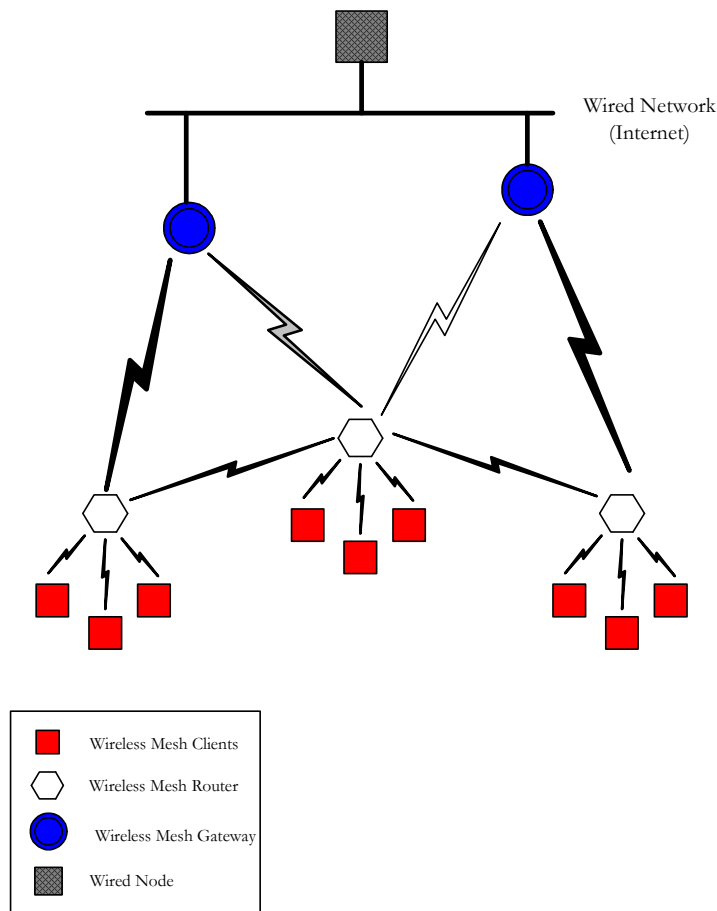 Wired Network
(Internet)
Wireless Mesh Clients
Wireless Mesh Router
Wireless Mesh Gateway
Wired Node